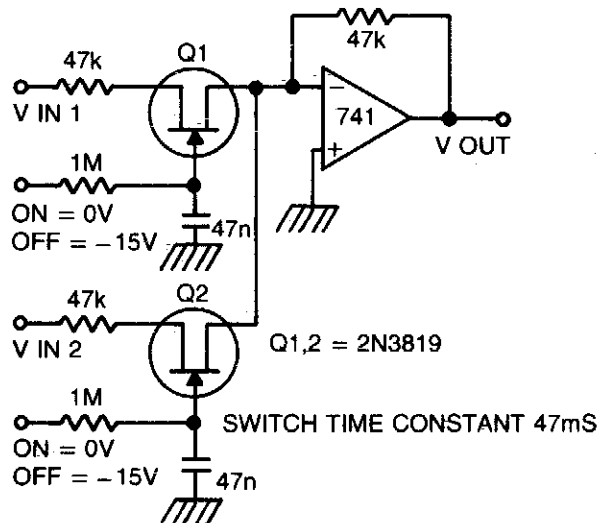 47k
Q1
47k
V IN 1
−
741
V OUT
+
1M
ON = 0V
OFF = −15V
47n
47k
Q2
V IN 2
Q1,2 = 2N3819
1M
SWITCH TIME CONSTANT 47mS
ON = 0V
OFF = −15V
47n